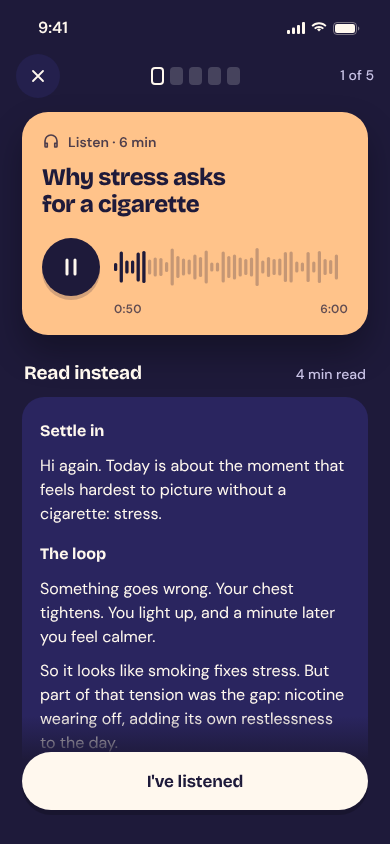 9:41
1 of 5
Listen · 6 min
Why stress asks
for a cigarette
0:50
6:00
Read instead
4 min read
Settle in
Hi again. Today is about the moment that
feels hardest to picture without a
cigarette: stress.
The loop
Something goes wrong. Your chest
tightens. You light up, and a minute later
you feel calmer.
So it looks like smoking fixes stress. But
part of that tension was the gap: nicotine
wearing off, adding its own restlessness
to the day.
I've listened